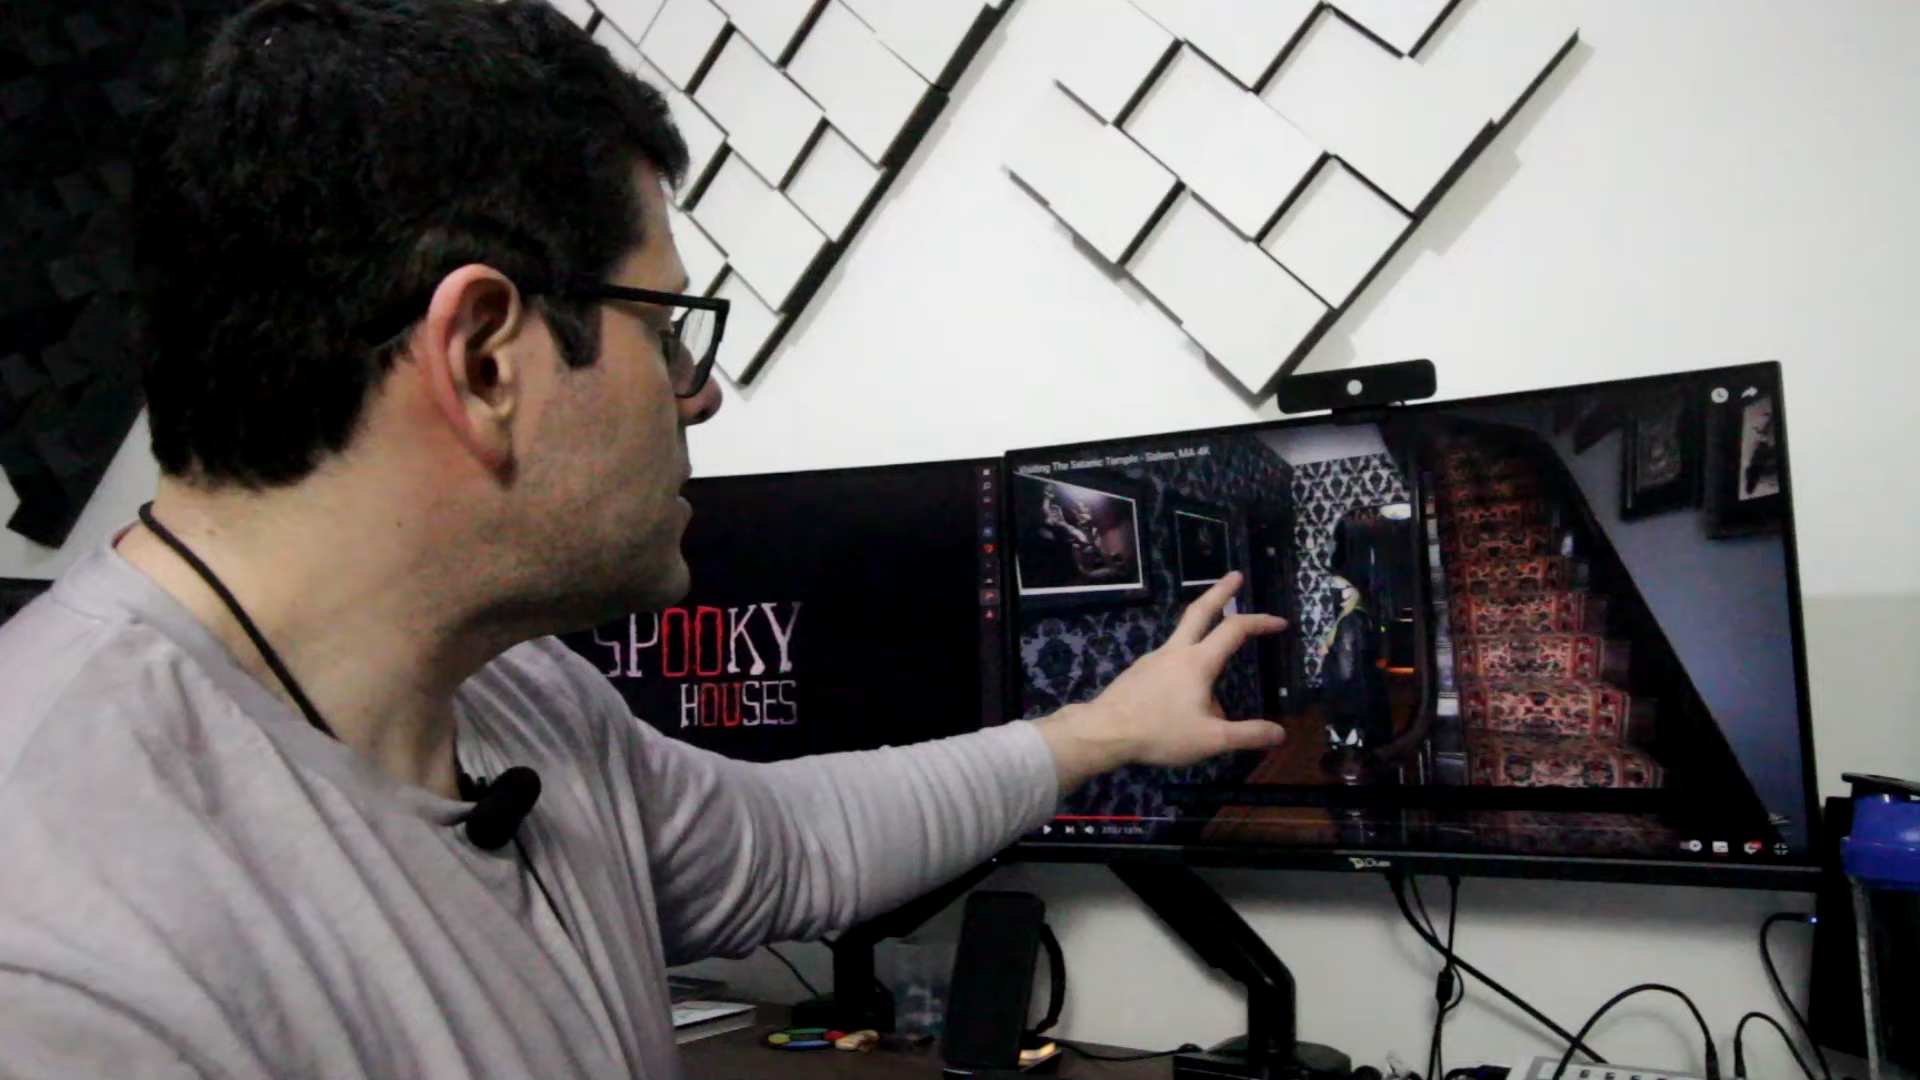 Visiting The Satanic Temple - Salem, MA 4K
SPOOKY
HOUSES